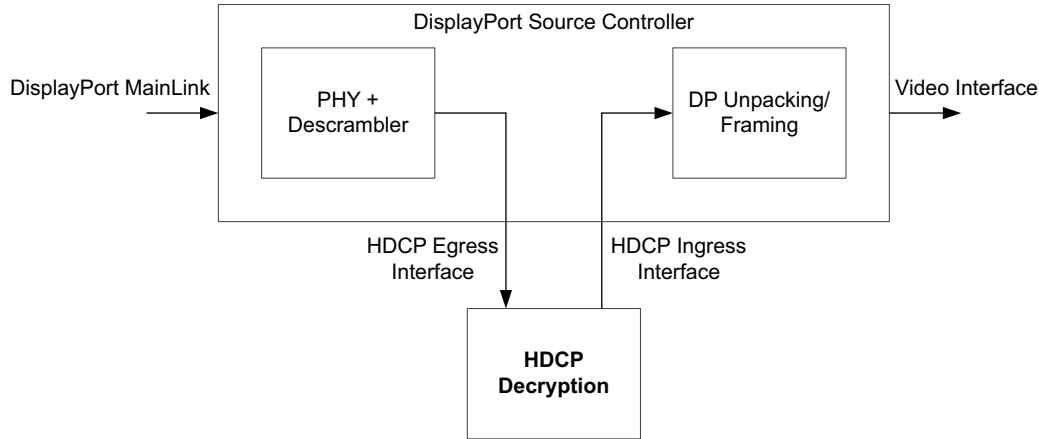 DisplayPort Source Controller
DisplayPort MainLink
PHY +
Descrambler
DP Unpacking/
Framing
Video Interface
HDCP Egress
Interface
HDCP Ingress
Interface
HDCP
Decryption